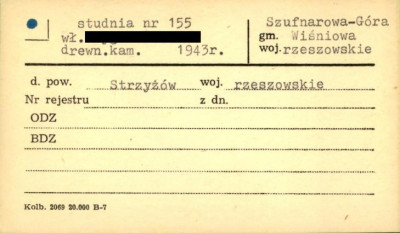 studnia nr 155
wł.
drewn.kam. 1943r.
Szufnarowa-Góra
gm. Wiśniowa
woj.rzeszowskie
d. pow. Strzyżów woj. rzeszowskie
Nr rejestru z dn.
ODZ
BDZ
Kolb. 2069 20.000 B-7